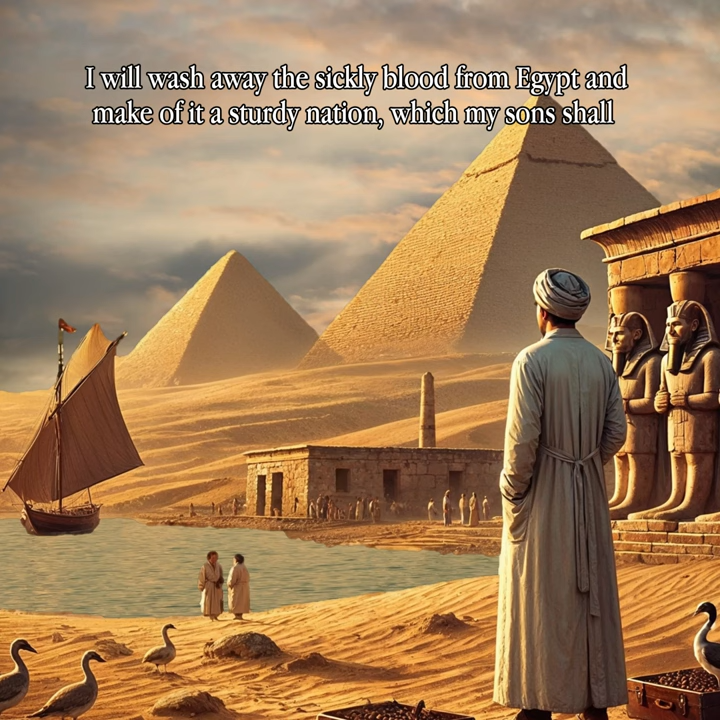 I will wash away the sickly blood from Egypt and
make of it a sturdy nation, which my sons shall